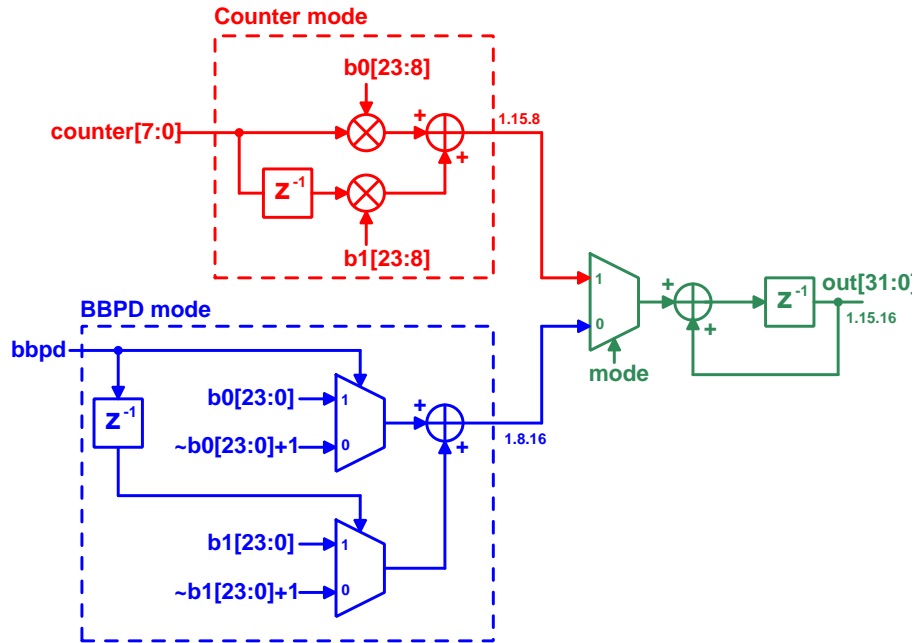 Counter mode
b0[23:8]
counter[7:0]
+
1.15.8
+
z-1
b1[23:8]
BBPD mode
bbpd
1
0
mode
+
+
z-1
out[31:0]
1.15.16
z-1
b0[23:0]
1
~b0[23:0]+1
0
+
+
1.8.16
b1[23:0]
1
~b1[23:0]+1
0